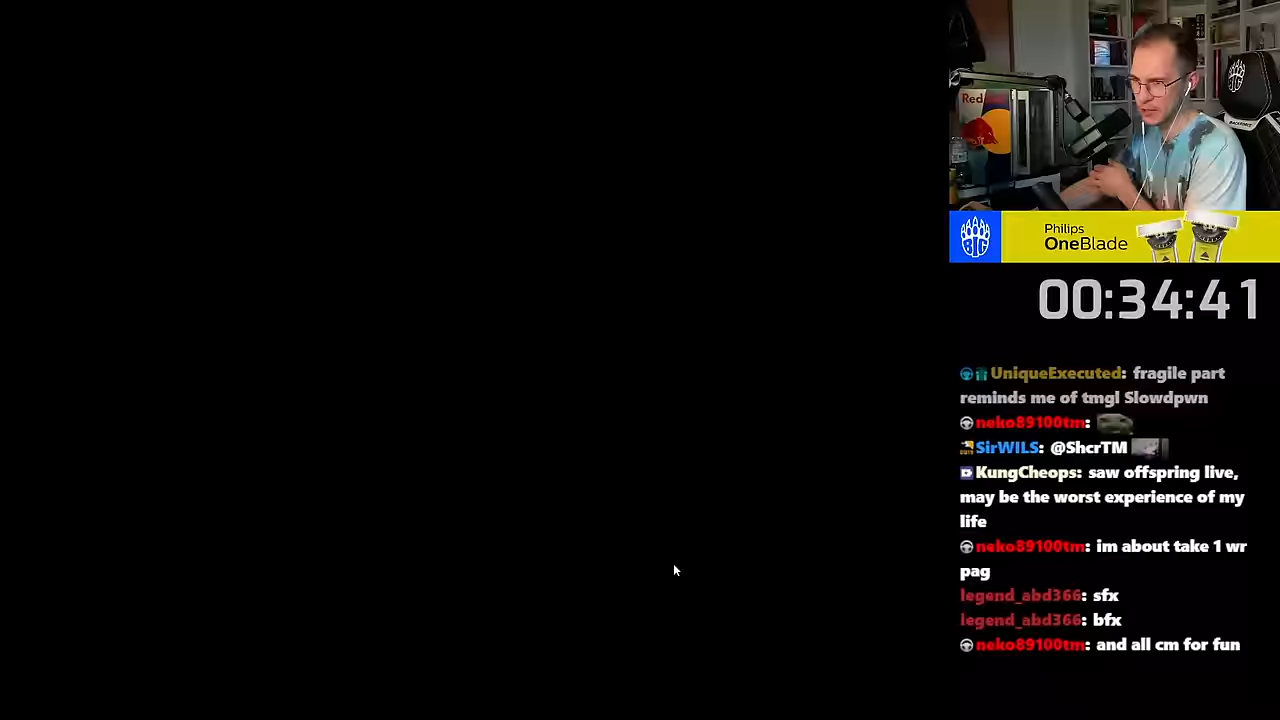 Red
BIG
Philips
OneBlade
00:34:41
UniqueExecuted: fragile part
reminds me of tmgl Slowdpwn
neko89100tm:
SirWILS: @ShcrTM
KungCheops: saw offspring live,
may be the worst experience of my
life
neko89100tm: im about take 1 wr
pag
legend_abd366: sfx
legend_abd366: bfx
neko89100tm: and all cm for fun